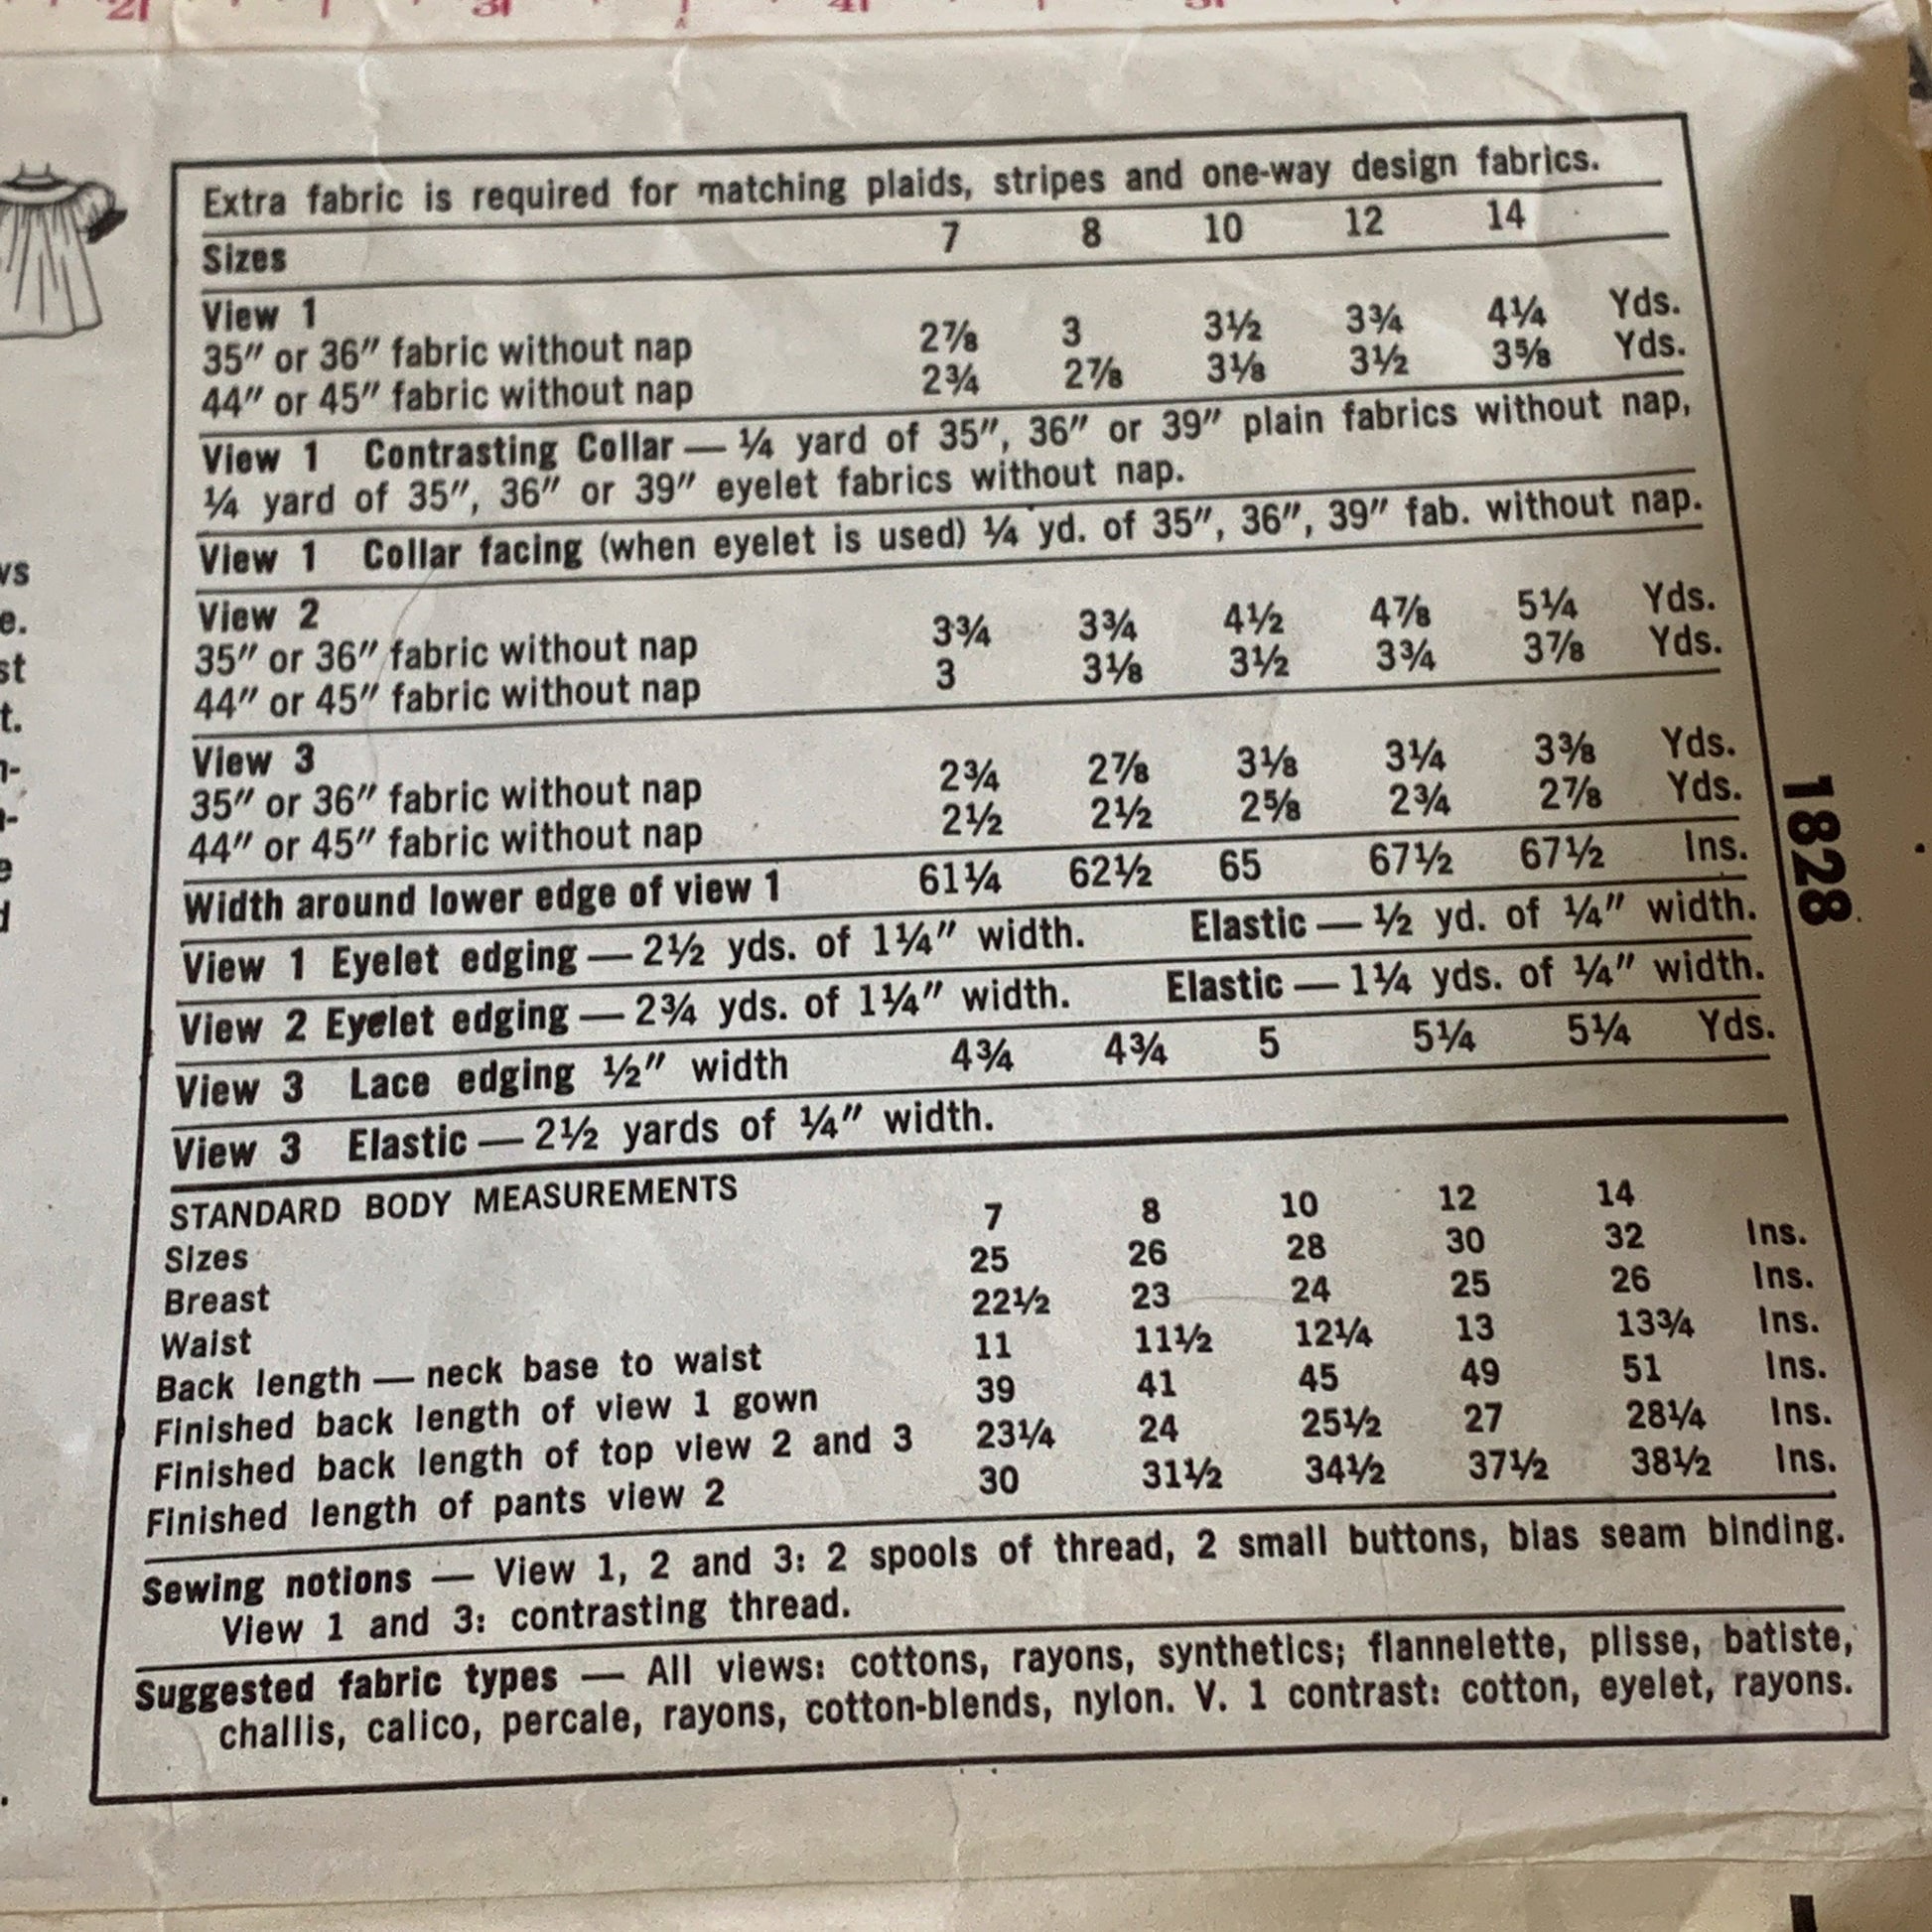 Extra fabric is required for matching plaids, stripes and one-way design fabrics.
Sizes 7 8 10 12 14
View 1
35" or 36" fabric without nap 2⅞ 3 3½ 3¾ 4¼ Yds.
44" or 45" fabric without nap 2¾ 2⅞ 3⅛ 3½ 3⅝ Yds.
View 1 Contrasting Collar — ¼ yard of 35", 36" or 39" plain fabrics without nap,
¼ yard of 35", 36" or 39" eyelet fabrics without nap.
View 1 Collar facing (when eyelet is used) ¼ yd. of 35", 36", 39" fab. without nap.
View 2
35" or 36" fabric without nap 3¾ 3¾ 4½ 4⅞ 5¼ Yds.
44" or 45" fabric without nap 3 3⅛ 3½ 3¾ 3⅞ Yds.
View 3
35" or 36" fabric without nap 2¾ 2⅞ 3⅛ 3¼ 3⅜ Yds.
44" or 45" fabric without nap 2½ 2½ 2⅝ 2¾ 2⅞ Yds.
Width around lower edge of view 1 61¼ 62½ 65 67½ 67½ Ins.
View 1 Eyelet edging — 2½ yds. of 1¼" width. Elastic — ½ yd. of ¼" width.
View 2 Eyelet edging — 2¾ yds. of 1¼" width. Elastic — 1¼ yds. of ¼" width.
View 3 Lace edging ½" width 4¾ 4¾ 5 5¼ 5¼ Yds.
View 3 Elastic — 2½ yards of ¼" width.
STANDARD BODY MEASUREMENTS
Sizes 7 8 10 12 14
Breast 25 26 28 30 32 Ins.
Waist 22½ 23 24 25 26 Ins.
Back length — neck base to waist 11 11½ 12¼ 13 13¾ Ins.
Finished back length of view 1 gown 39 41 45 49 51 Ins.
Finished back length of top view 2 and 3 23¼ 24 25½ 27 28¼ Ins.
Finished length of pants view 2 30 31½ 34½ 37½ 38½ Ins.
Sewing notions — View 1, 2 and 3: 2 spools of thread, 2 small buttons, bias seam binding.
View 1 and 3: contrasting thread.
Suggested fabric types — All views: cottons, rayons, synthetics; flannelette, plisse, batiste,
challis, calico, percale, rayons, cotton-blends, nylon. V. 1 contrast: cotton, eyelet, rayons.
1828